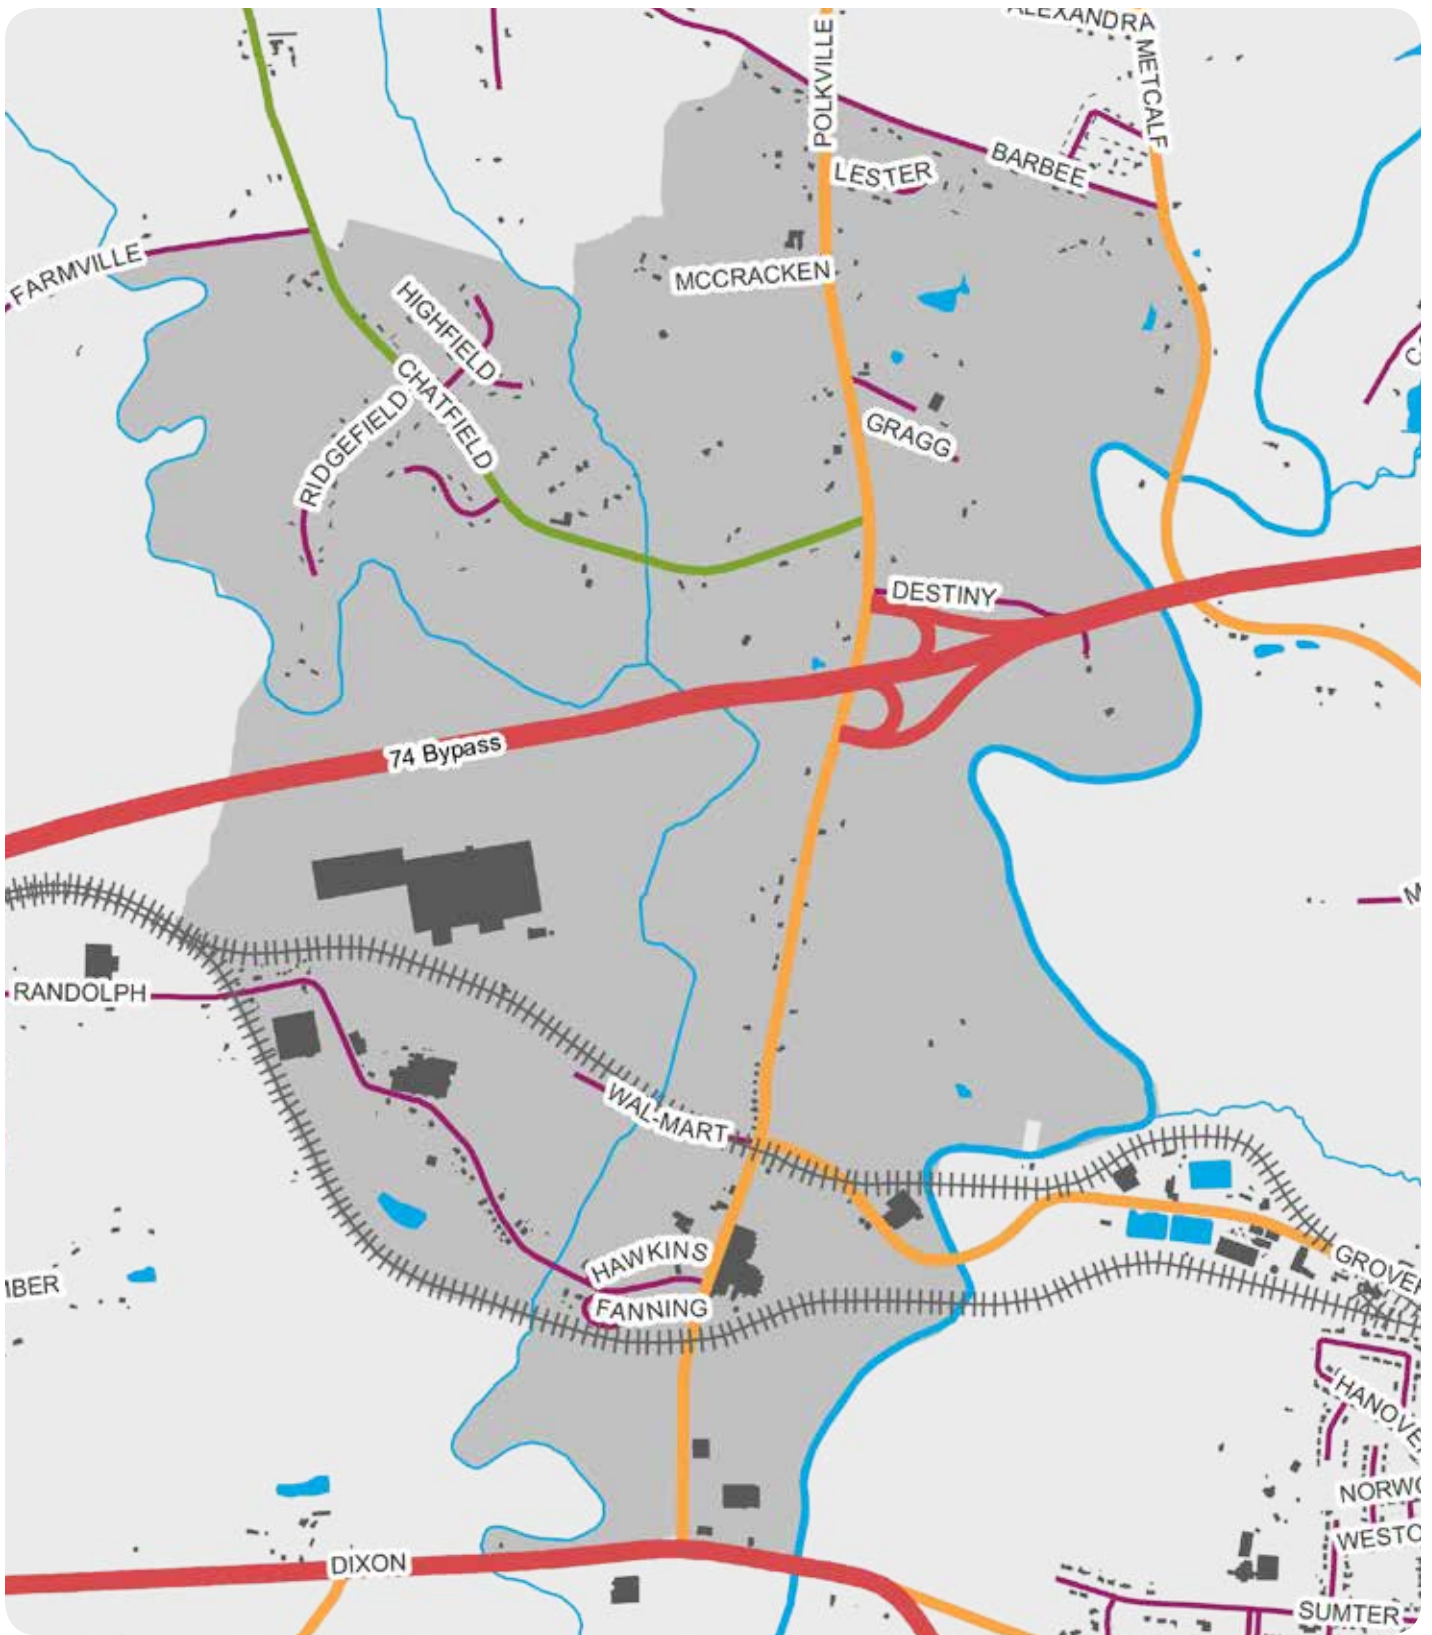 ALEXANDRA
METCALF
POLKVILLE
LESTER
BARBEE
FARMVILLE
MCCRACKEN
HIGHFIELD
CHATFIELD
RIDGEFIELD
GRAGG
DESTINY
74 Bypass
RANDOLPH
WAL-MART
HAWKINS
FANNING
GROVER
HANOVE
NORWO
WESTO
DIXON
SUMTER